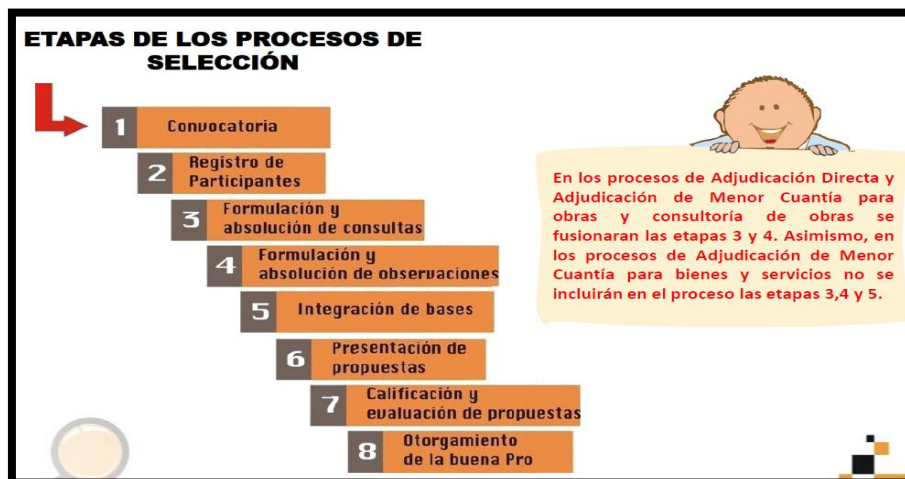 ETAPAS DE LOS PROCESOS DE
SELECCIÓN
1 Convocatoria
2 Registro de
Participantes
3 Formulación y
absolución de consultas
4 Formulación y
absolución de observaciones
5 Integración de bases
6 Presentación de
propuestas
7 Calificación y
evaluación de propuestas
8 Otorgamiento
de la buena Pro
En los procesos de Adjudicación Directa y
Adjudicación de Menor Cuantía para
obras y consultoría de obras se
fusionaran las etapas 3 y 4. Asimismo, en
los procesos de Adjudicación de Menor
Cuantía para bienes y servicios no se
incluirán en el proceso las etapas 3,4 y 5.